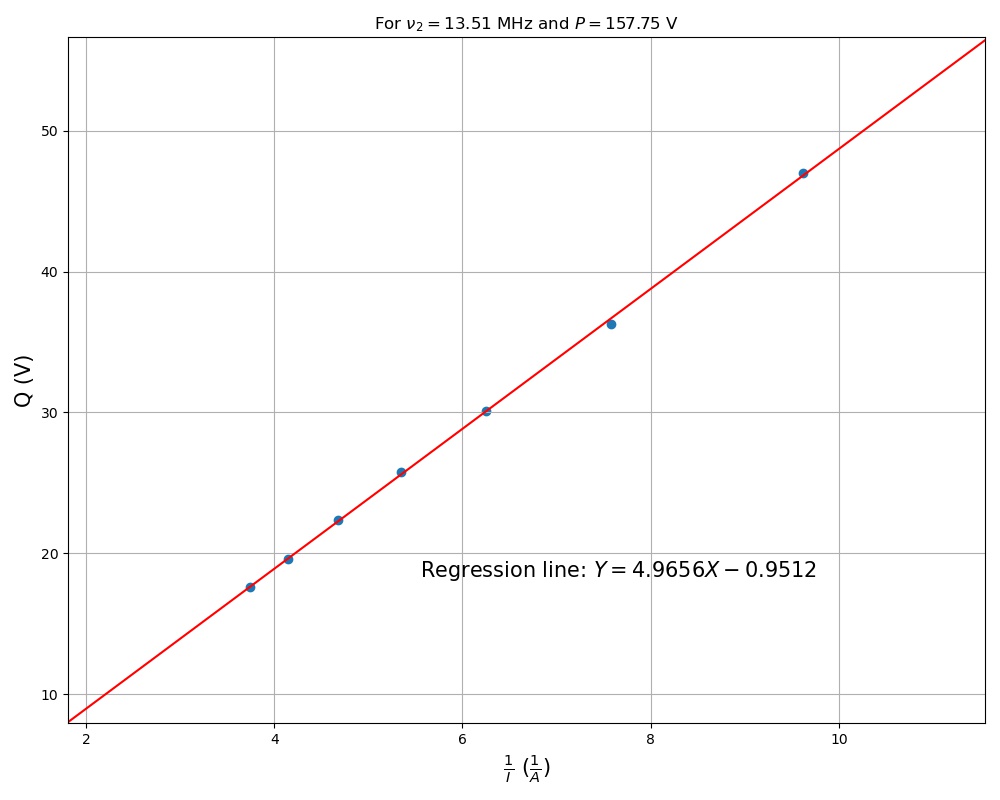 For ν₂ = 13.51 MHz and P = 157.75 V
Q (V)
50
40
30
20
10
Regression line: Y = 4.9656X − 0.9512
2 4 6 8 10
1/I (1/A)